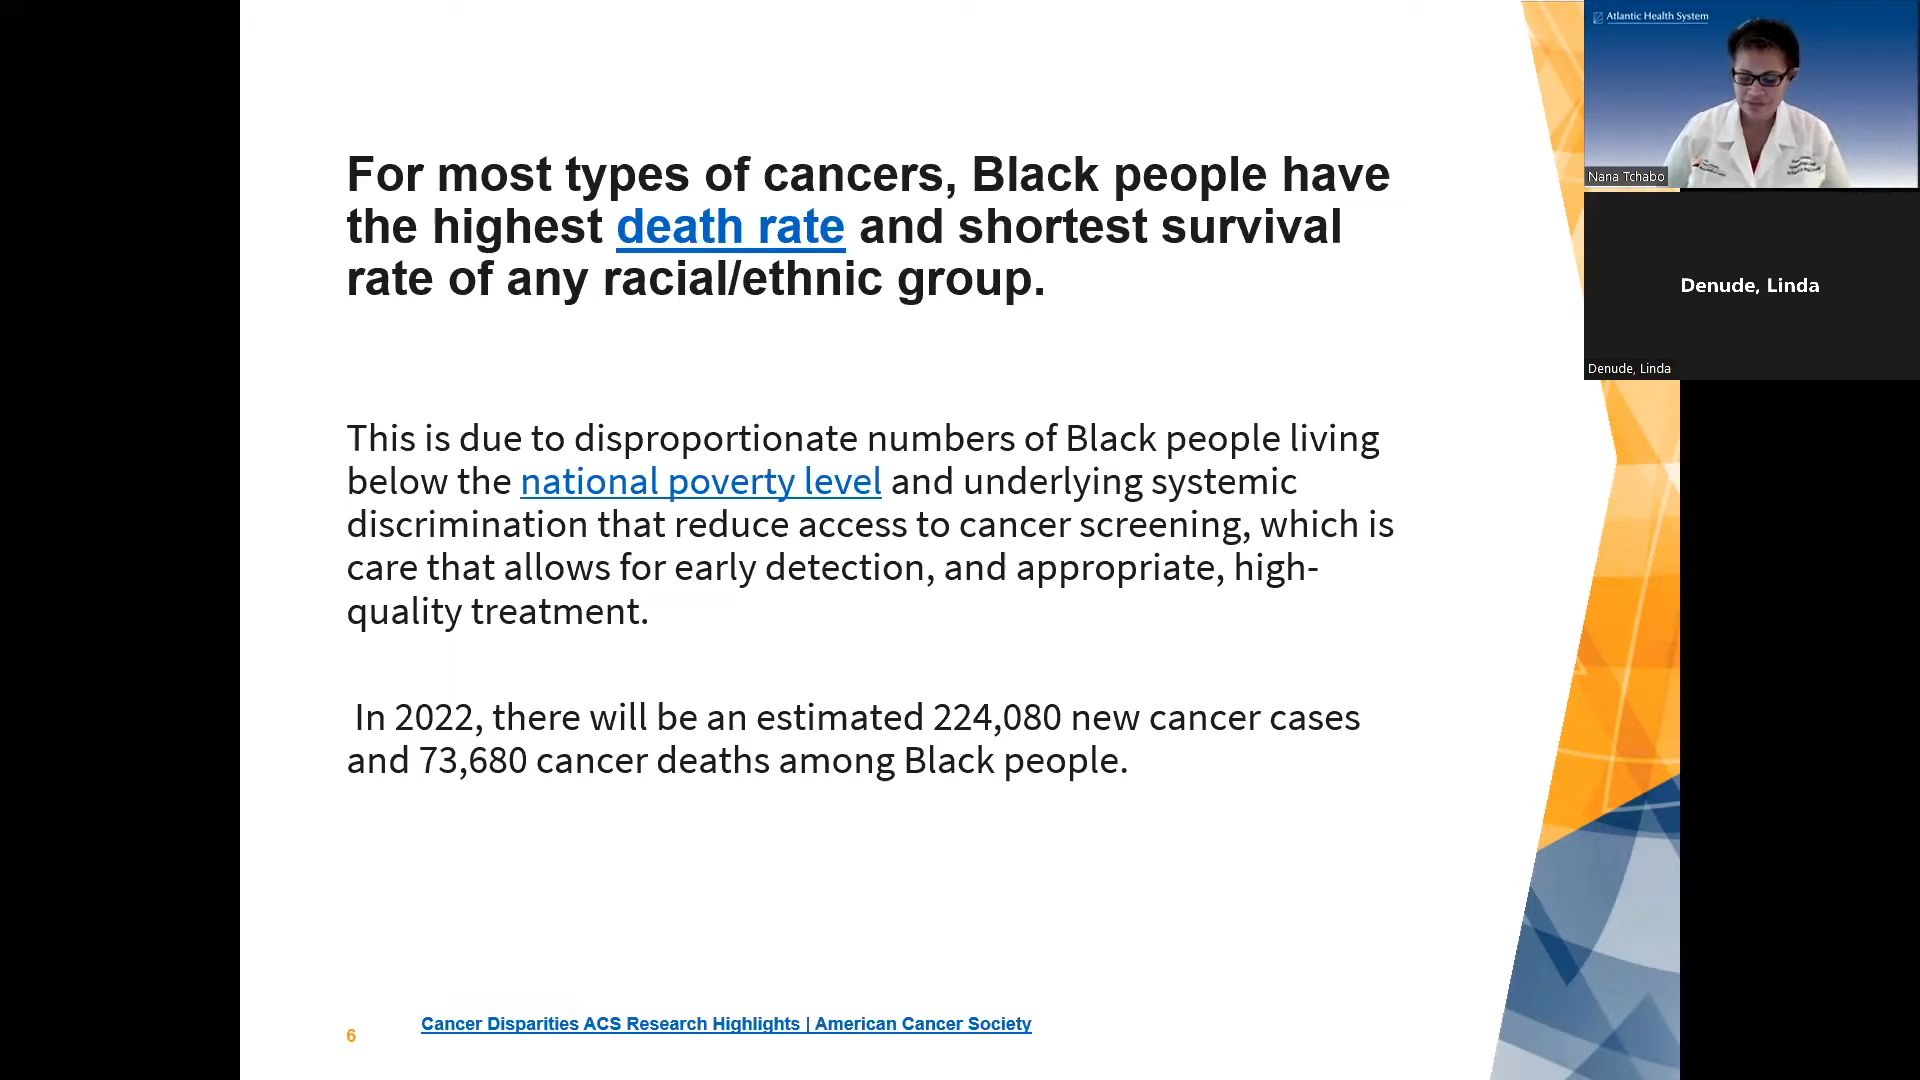 For most types of cancers, Black people have
the highest death rate and shortest survival
rate of any racial/ethnic group.
This is due to disproportionate numbers of Black people living
below the national poverty level and underlying systemic
discrimination that reduce access to cancer screening, which is
care that allows for early detection, and appropriate, high-
quality treatment.
In 2022, there will be an estimated 224,080 new cancer cases
and 73,680 cancer deaths among Black people.
6
Cancer Disparities ACS Research Highlights | American Cancer Society
Atlantic Health System
Nana Tchabo
Denude, Linda
Denude, Linda